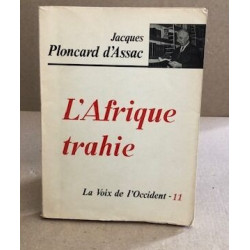 Jacques
Ploncard d'Assac
L'Afrique
trahie
La Voix de l'Occident - 11